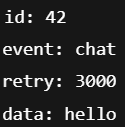 id: 42
event: chat
retry: 3000
data: hello